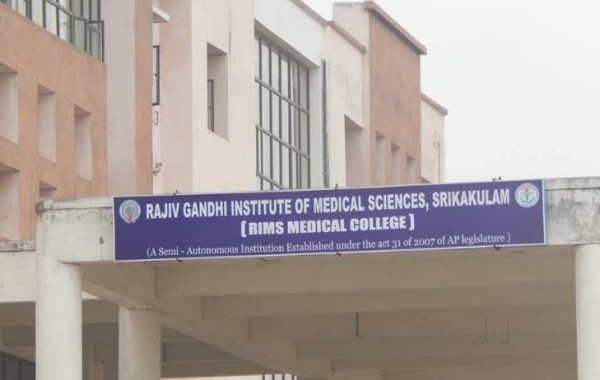 RAJIV GANDHI INSTITUTE OF MEDICAL SCIENCES, SRIKAKULAM
[RIMS MEDICAL COLLEGE]
(A Semi - Autonomous Institution Established under the act 31 of 2007 of AP legislature)
Jd